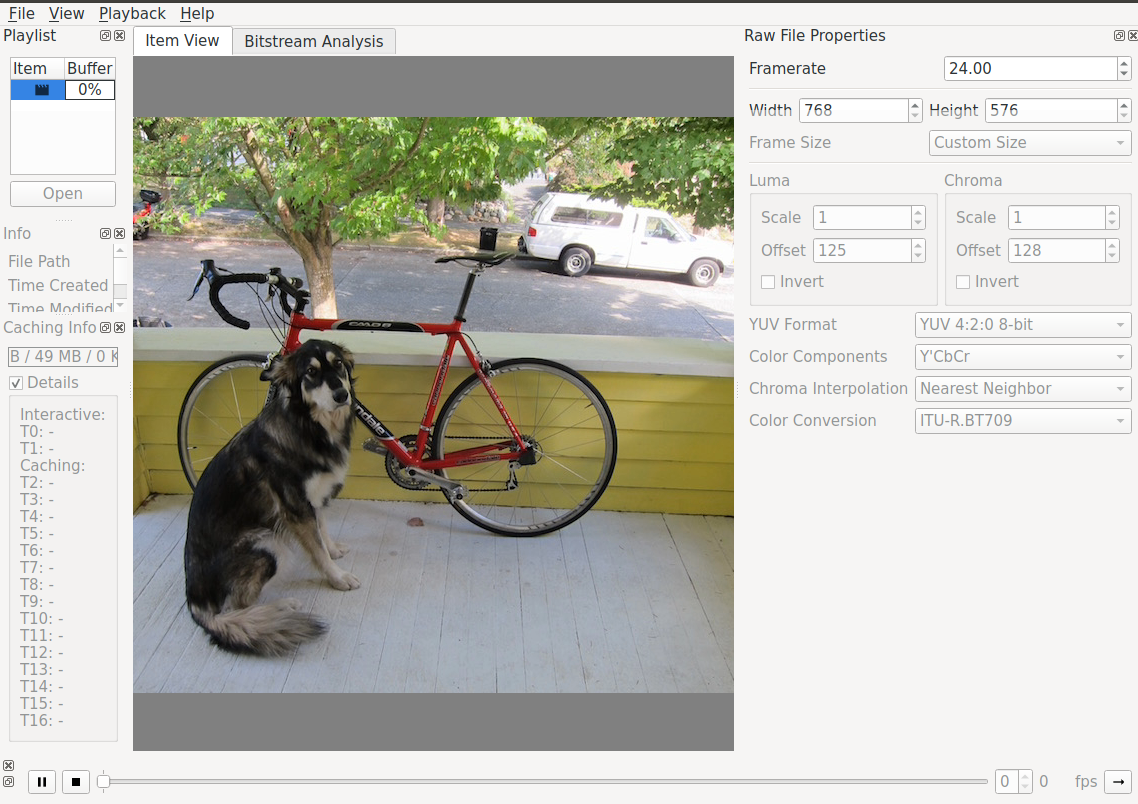 File View Playback Help
Playlist
Item Buffer
0%
Open
Info
File Path
Time Created
Time Modified
Caching Info
B / 49 MB / 0 K
Details
Interactive:
T0: -
T1: -
Caching:
T2: -
T3: -
T4: -
T5: -
T6: -
T7: -
T8: -
T9: -
T10: -
T11: -
T12: -
T13: -
T14: -
T15: -
T16: -
Item View Bitstream Analysis
CAAD8
ndale
Raw File Properties
Framerate 24.00
Width 768 Height 576
Frame Size Custom Size
Luma Chroma
Scale 1 Scale 1
Offset 125 Offset 128
Invert Invert
YUV Format YUV 4:2:0 8-bit
Color Components Y'CbCr
Chroma Interpolation Nearest Neighbor
Color Conversion ITU-R.BT709
0 0 fps